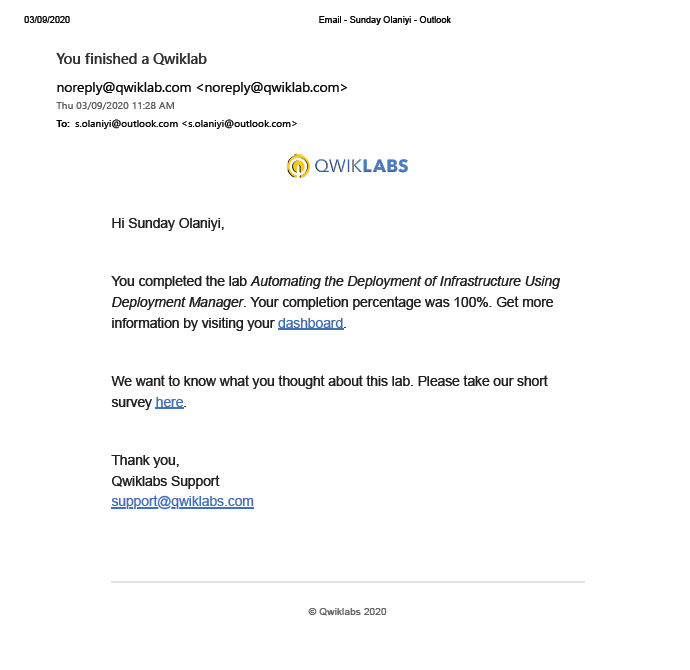 03/09/2020 Email - Sunday Olaniyi - Outlook
You finished a Qwiklab
noreply@qwiklab.com <noreply@qwiklab.com>
Thu 03/09/2020 11:28 AM
To: s.olaniyi@outlook.com <s.olaniyi@outlook.com>
QWIKLABS
Hi Sunday Olaniyi,
You completed the lab Automating the Deployment of Infrastructure Using
Deployment Manager. Your completion percentage was 100%. Get more
information by visiting your dashboard.
We want to know what you thought about this lab. Please take our short
survey here.
Thank you,
Qwiklabs Support
support@qwiklabs.com
© Qwiklabs 2020